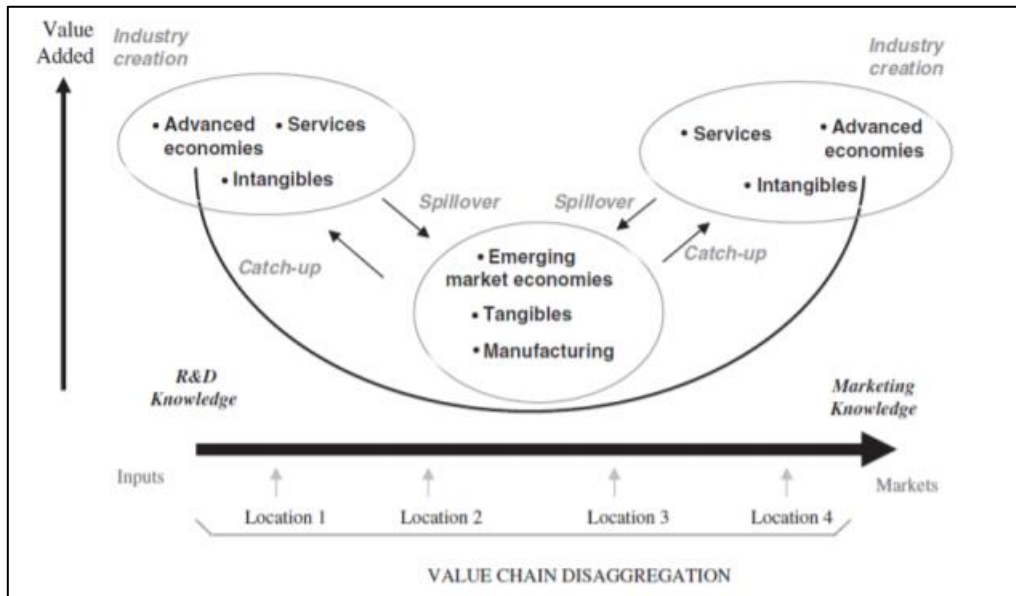 Value
Added
Industry
creation
Industry
creation
• Advanced
economies
• Services
• Intangibles
• Services
• Advanced
economies
• Intangibles
Spillover
Spillover
Catch-up
Catch-up
• Emerging
market economies
• Tangibles
• Manufacturing
R&D
Knowledge
Marketing
Knowledge
Inputs
Markets
Location 1
Location 2
Location 3
Location 4
VALUE CHAIN DISAGGREGATION